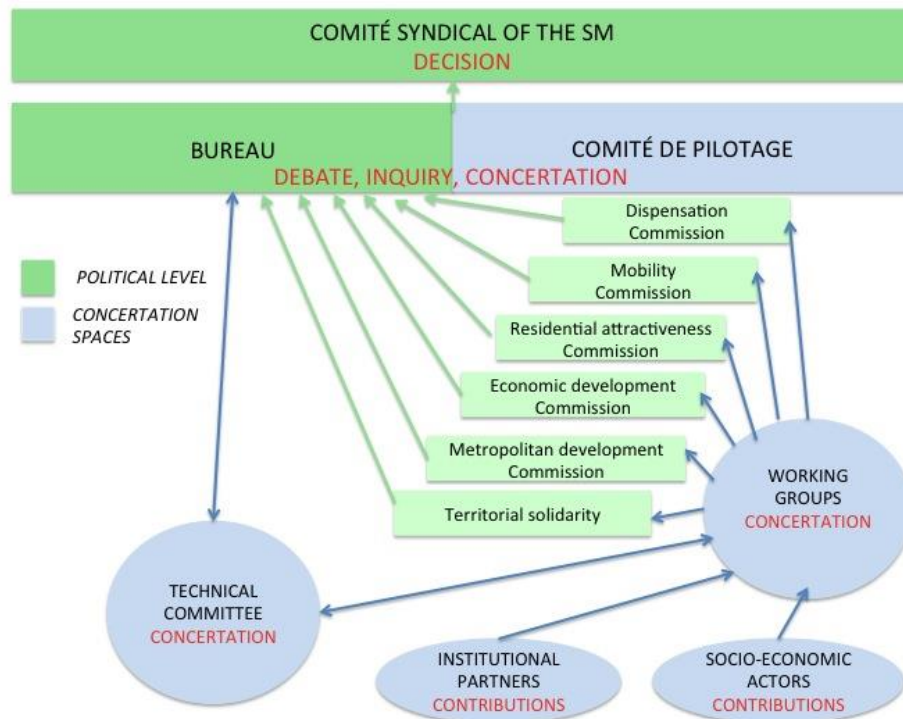 COMITÉ SYNDICAL OF THE SM
DECISION
BUREAU
COMITÉ DE PILOTAGE
DEBATE, INQUIRY, CONCERTATION
Dispensation
Commission
Mobility
Commission
Residential attractiveness
Commission
Economic development
Commission
Metropolitan development
Commission
Territorial solidarity
POLITICAL LEVEL
CONCERTATION
SPACES
WORKING
GROUPS
CONCERTATION
TECHNICAL
COMMITTEE
CONCERTATION
INSTITUTIONAL
PARTNERS
CONTRIBUTIONS
SOCIO-ECONOMIC
ACTORS
CONTRIBUTIONS